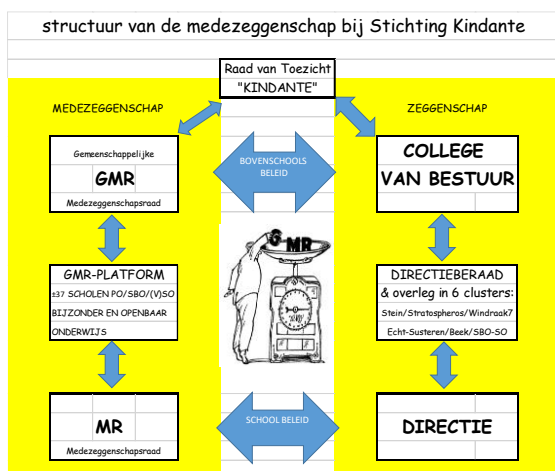 structuur van de medezeggenschap bij Stichting Kindante
Raad van Toezicht
"KINDANTE"
MEDEZEGGENSCHAP
ZEGGENSCHAP
Gemeenschappelijke
GMR
Medezeggenschapsraad
BOVENSCHOOLS
BELEID
COLLEGE
VAN BESTUUR
GMR
GMR-PLATFORM
±37 SCHOLEN PO/SBO/(V)SO
BIJZONDER EN OPENBAAR
ONDERWIJS
DIRECTIEBERAAD
& overleg in 6 clusters:
Stein/Stratospheros/Windraak7
Echt-Susteren/Beek/SBO-SO
MR
Medezeggenschapsraad
SCHOOL BELEID
DIRECTIE